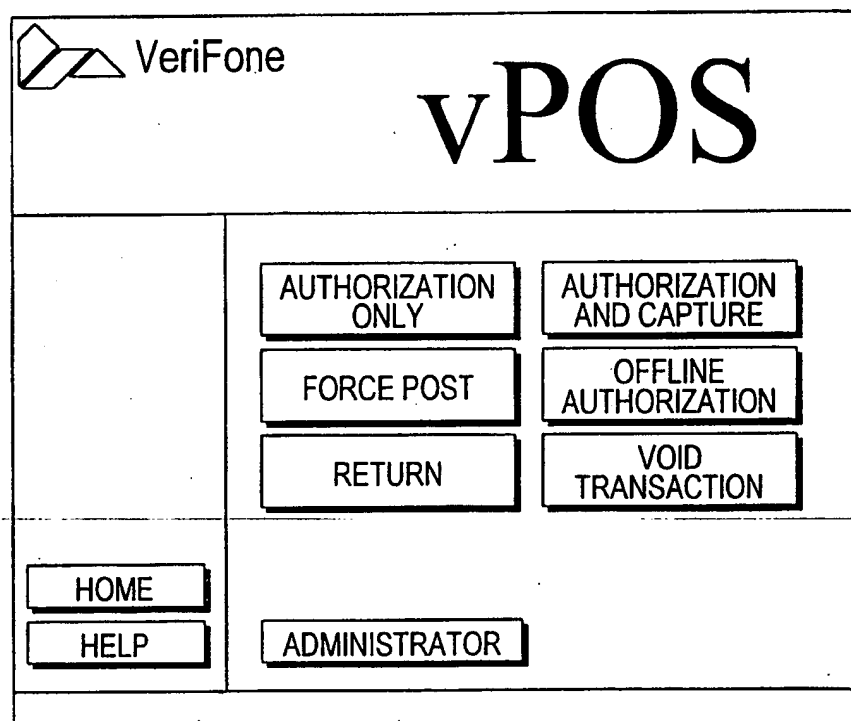 VeriFone
vPOS
AUTHORIZATION
ONLY
AUTHORIZATION
AND CAPTURE
FORCE POST
OFFLINE
AUTHORIZATION
RETURN
VOID
TRANSACTION
HOME
HELP
ADMINISTRATOR